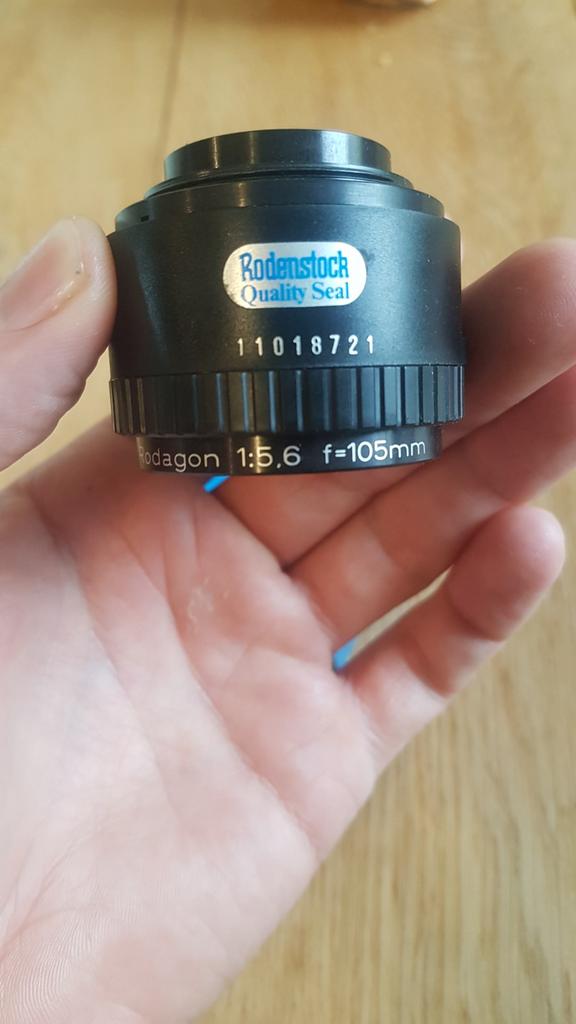 Rodenstock
Quality Seal
11018721
Rodagon 1:5,6 f=105mm